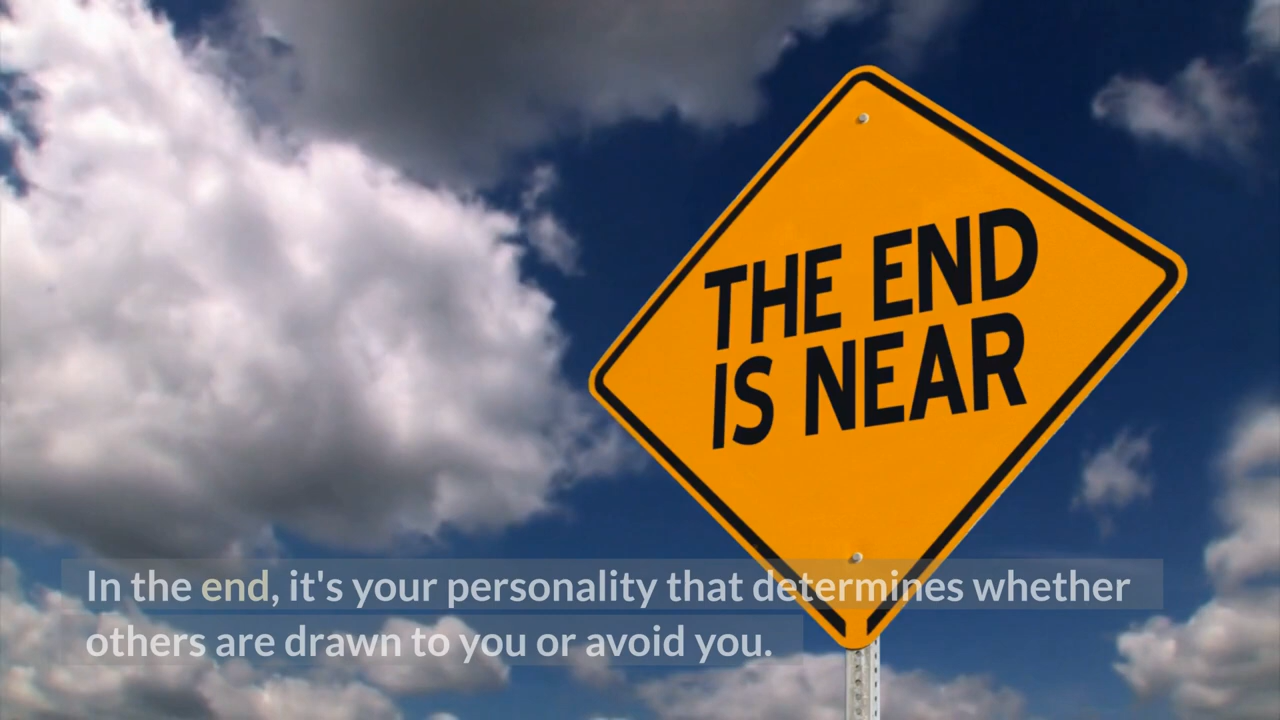 THE END
IS NEAR
In the end, it's your personality that determines whether
others are drawn to you or avoid you.